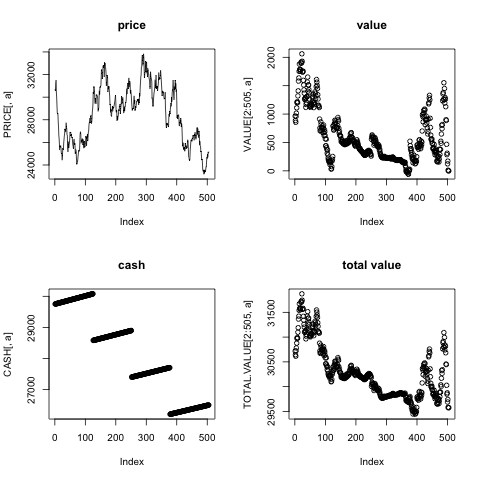 price
PRICE[, a]
24000 28000 32000
0 100 200 300 400 500
Index
value
VALUE[2:505, a]
0 500 1000 2000
0 100 200 300 400 500
Index
cash
CASH[, a]
27000 29000
0 100 200 300 400 500
Index
total value
TOTAL.VALUE[2:505, a]
29500 30500 31500
0 100 200 300 400 500
Index